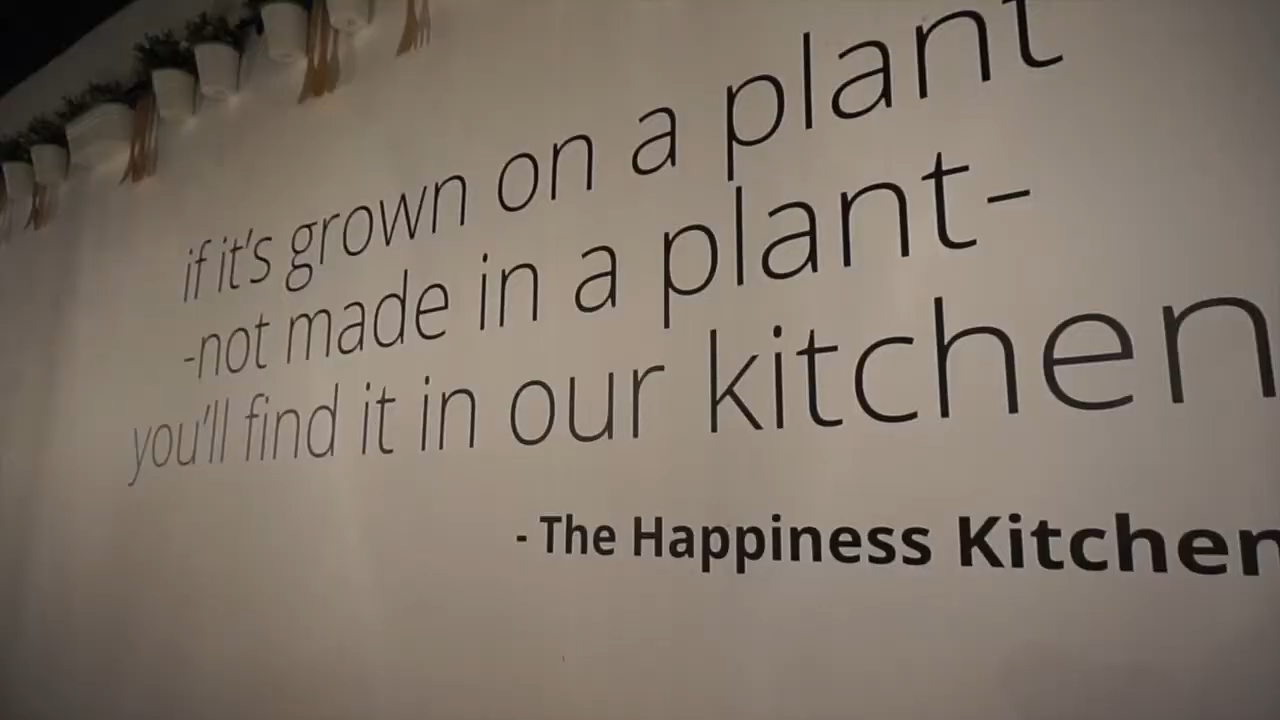 if it's grown on a plant
-not made in a plant-
you'll find it in our kitchen
- The Happiness Kitchen